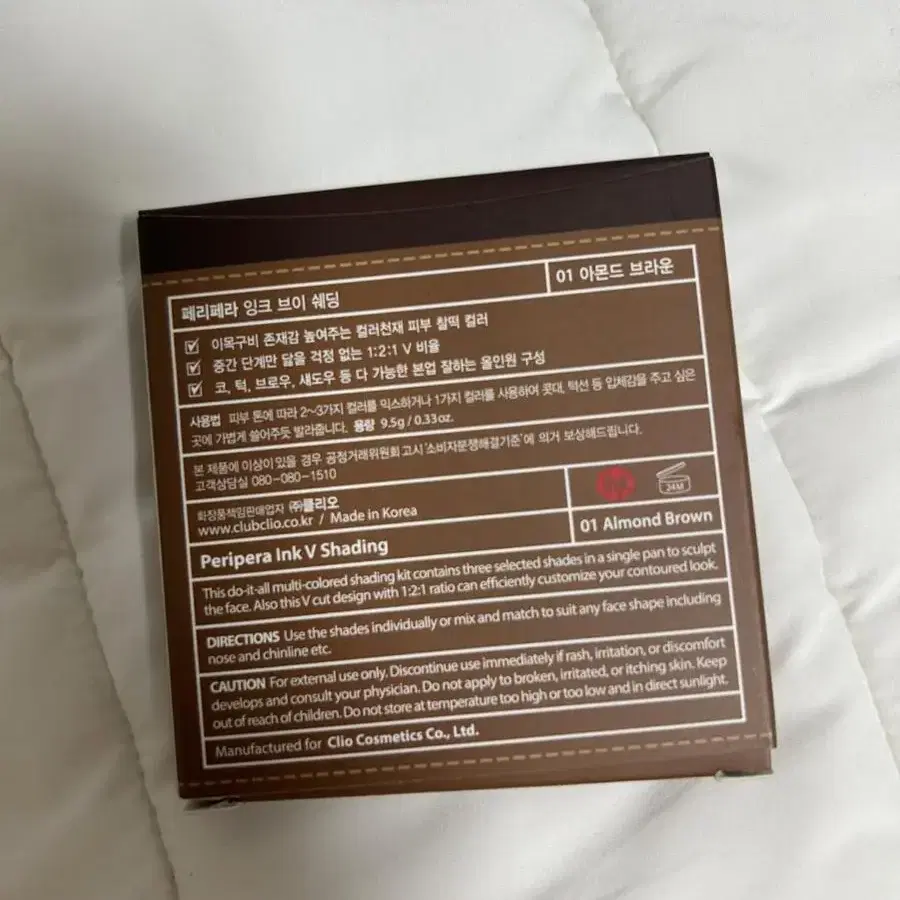 페리페라 잉크 브이 쉐딩
01 아몬드 브라운
이목구비 존재감 높여주는 컬러천재 피부 찰떡 컬러
중간 단계만 닳을 걱정 없는 1:2:1 V 비율
코, 턱, 브로우, 섀도우 등 다 가능한 본업 잘하는 올인원 구성
사용법 피부 톤에 따라 2~3가지 컬러를 믹스하거나 1가지 컬러를 사용하여 콧대, 턱선 등 입체감을 주고 싶은
곳에 가볍게 쓸어주듯 발라줍니다. 용량 9.5g / 0.33oz.
본 제품에 이상이 있을 경우 공정거래위원회 고시 '소비자분쟁해결기준'에 의거 보상해드립니다.
고객상담실 080-080-1510
화장품책임판매업자 ㈜클리오
www.clubclio.co.kr / Made in Korea
24M
Peripera Ink V Shading
01 Almond Brown
This do-it-all multi-colored shading kit contains three selected shades in a single pan to sculpt
the face. Also this V cut design with 1:2:1 ratio can efficiently customize your contoured look.
DIRECTIONS Use the shades individually or mix and match to suit any face shape including
nose and chinline etc.
CAUTION For external use only. Discontinue use immediately if rash, irritation, or discomfort
develops and consult your physician. Do not apply to broken, irritated, or itching skin. Keep
out of reach of children. Do not store at temperature too high or too low and in direct sunlight.
Manufactured for Clio Cosmetics Co., Ltd.